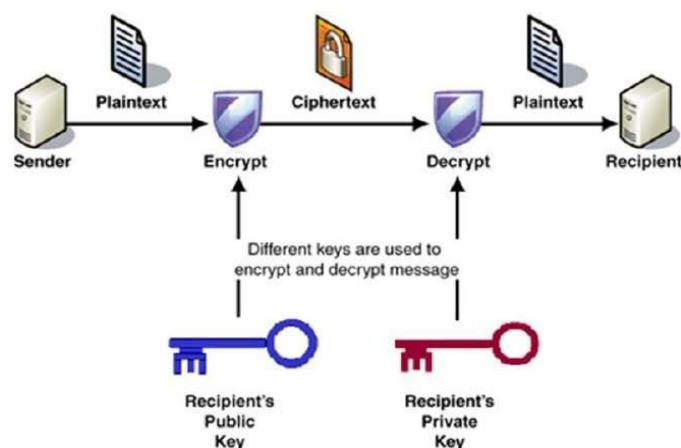 Plaintext
Ciphertext
Plaintext
Sender
Encrypt
Decrypt
Recipient
Different keys are used to
encrypt and decrypt message
Recipient's
Public
Key
Recipient's
Private
Key